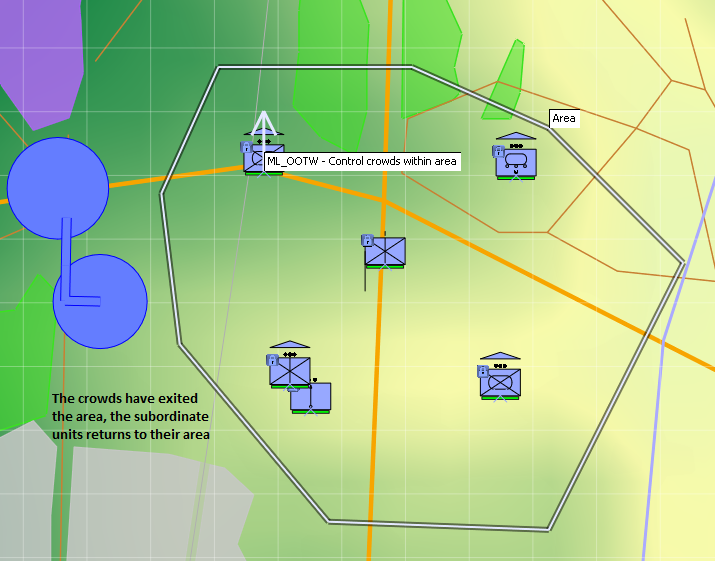 Area
ML_OOTW - Control crowds within area
The crowds have exited
the area, the subordinate
units returns to their area